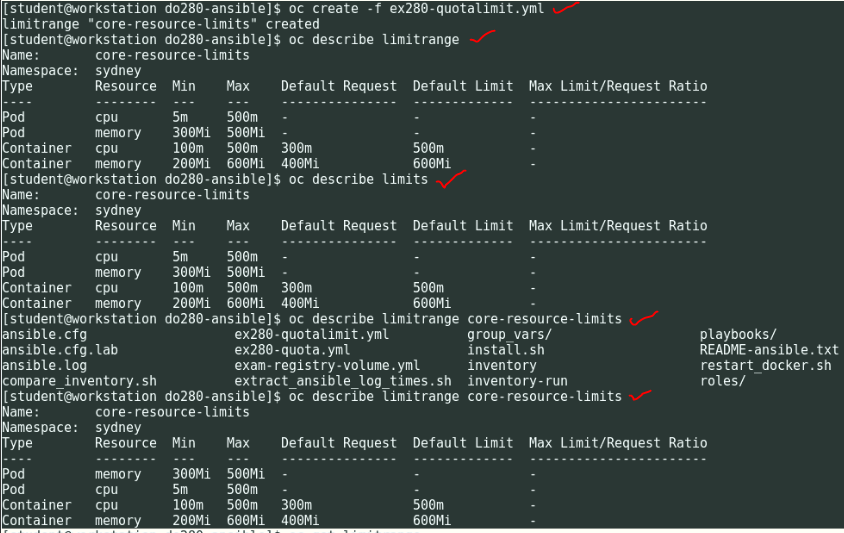 [student@workstation do280-ansible]$ oc create -f ex280-quotalimit.yml
limitrange "core-resource-limits" created
[student@workstation do280-ansible]$ oc describe limitrange
Name:       core-resource-limits
Namespace:  sydney
Type        Resource  Min    Max    Default Request  Default Limit  Max Limit/Request Ratio
----        --------  ---    ---    ---------------  -------------  -----------------------
Pod         cpu       5m     500m   -                -              -
Pod         memory    300Mi  500Mi  -                -              -
Container   cpu       100m   500m   300m             500m           -
Container   memory    200Mi  600Mi  400Mi            600Mi          -
[student@workstation do280-ansible]$ oc describe limits
Name:       core-resource-limits
Namespace:  sydney
Type        Resource  Min    Max    Default Request  Default Limit  Max Limit/Request Ratio
----        --------  ---    ---    ---------------  -------------  -----------------------
Pod         cpu       5m     500m   -                -              -
Pod         memory    300Mi  500Mi  -                -              -
Container   cpu       100m   500m   300m             500m           -
Container   memory    200Mi  600Mi  400Mi            600Mi          -
[student@workstation do280-ansible]$ oc describe limitrange core-resource-limits
ansible.cfg                  ex280-quotalimit.yml         group_vars/                  playbooks/
ansible.cfg.lab              ex280-quota.yml              install.sh                   README-ansible.txt
ansible.log                  exam-registry-volume.yml     inventory                    restart_docker.sh
compare_inventory.sh         extract_ansible_log_times.sh inventory-run                roles/
[student@workstation do280-ansible]$ oc describe limitrange core-resource-limits
Name:       core-resource-limits
Namespace:  sydney
Type        Resource  Min    Max    Default Request  Default Limit  Max Limit/Request Ratio
----        --------  ---    ---    ---------------  -------------  -----------------------
Pod         memory    300Mi  500Mi  -                -              -
Pod         cpu       5m     500m   -                -              -
Container   cpu       100m   500m   300m             500m           -
Container   memory    200Mi  600Mi  400Mi            600Mi          -